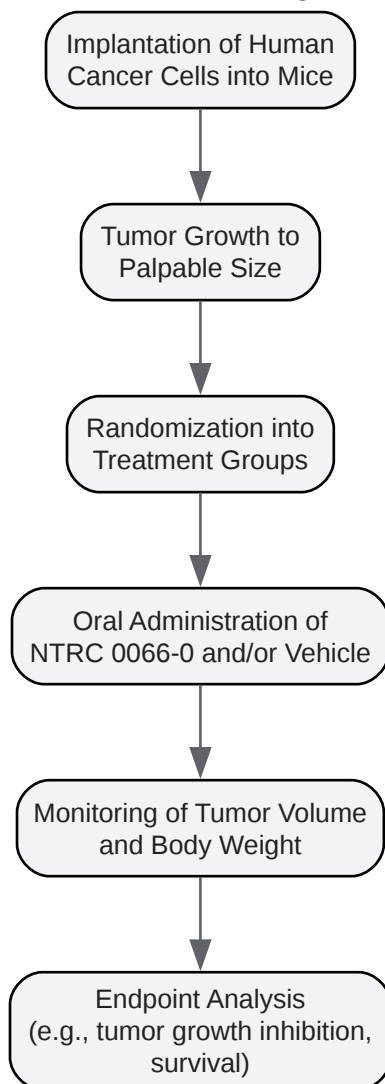 Implantation of Human
Cancer Cells into Mice
Tumor Growth to
Palpable Size
Randomization into
Treatment Groups
Oral Administration of
NTRC 0066-0 and/or Vehicle
Monitoring of Tumor Volume
and Body Weight
Endpoint Analysis
(e.g., tumor growth inhibition,
survival)